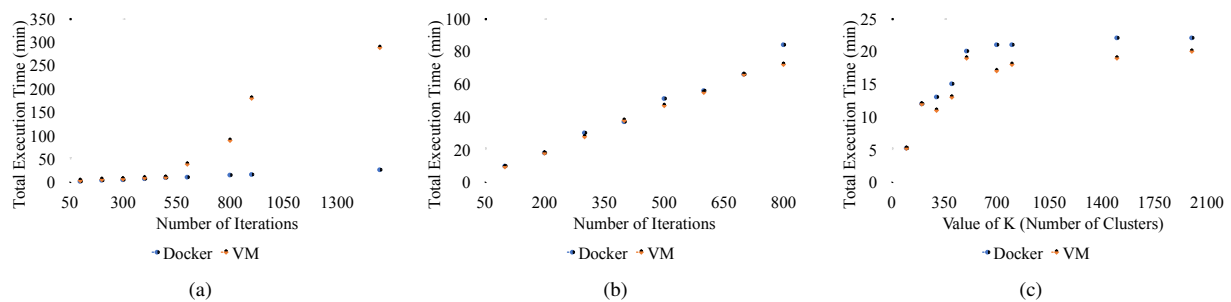 Total Execution Time (min)
350
300
250
200
150
100
50
0
50 300 550 800 1050 1300
Number of Iterations
Docker VM
(a)
Total Execution Time (min)
100
80
60
40
20
0
50 200 350 500 650 800
Number of Iterations
Docker VM
(b)
Total Execution Time (min)
25
20
15
10
5
0
0 350 700 1050 1400 1750 2100
Value of K (Number of Clusters)
Docker VM
(c)